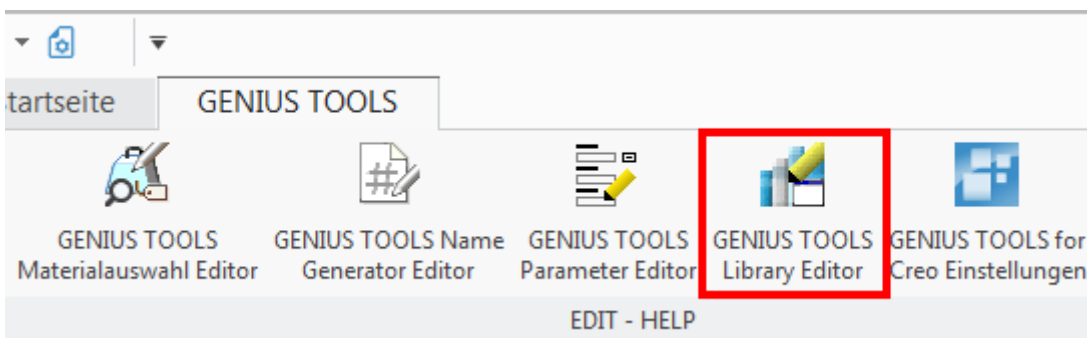 tartseite
GENIUS TOOLS
GENIUS TOOLS
Materialauswahl Editor
GENIUS TOOLS Name
Generator Editor
GENIUS TOOLS
Parameter Editor
GENIUS TOOLS
Library Editor
GENIUS TOOLS for
Creo Einstellungen
EDIT - HELP